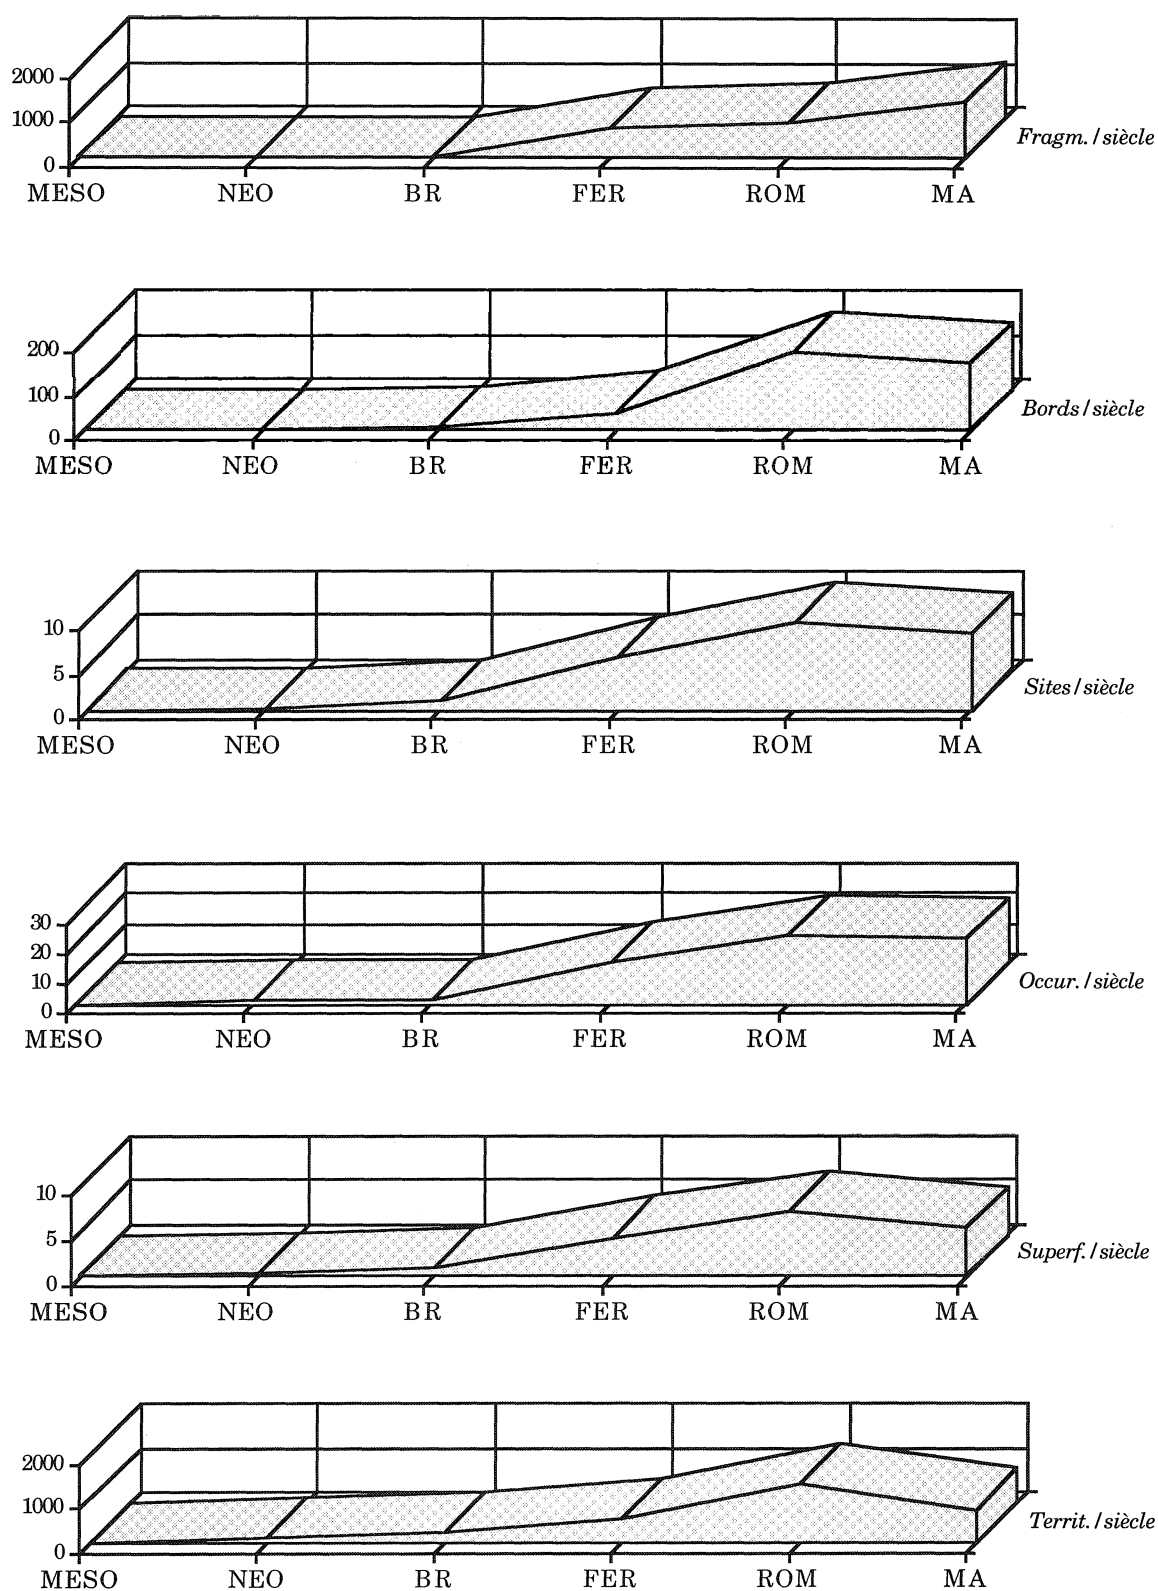 2000
1000
0
MESO NEO BR FER ROM MA
Fragm./siècle
200
100
0
MESO NEO BR FER ROM MA
Bords/siècle
10
5
0
MESO NEO BR FER ROM MA
Sites/siècle
30
20
10
0
MESO NEO BR FER ROM MA
Occur./siècle
10
5
0
MESO NEO BR FER ROM MA
Superf./siècle
2000
1000
0
MESO NEO BR FER ROM MA
Territ./siècle